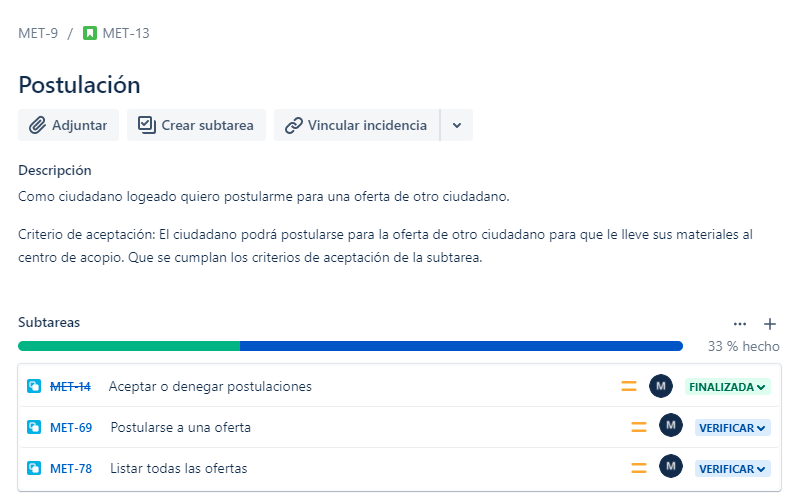 MET-9 / MET-13
Postulación
Adjuntar Crear subtarea Vincular incidencia
Descripción
Como ciudadano logeado quiero postularme para una oferta de otro ciudadano.
Criterio de aceptación: El ciudadano podrá postularse para la oferta de otro ciudadano para que le lleve sus materiales al
centro de acopio. Que se cumplan los criterios de aceptación de la subtarea.
Subtareas
33 % hecho
MET-14 Aceptar o denegar postulaciones M FINALIZADA
MET-69 Postularse a una oferta M VERIFICAR
MET-78 Listar todas las ofertas M VERIFICAR